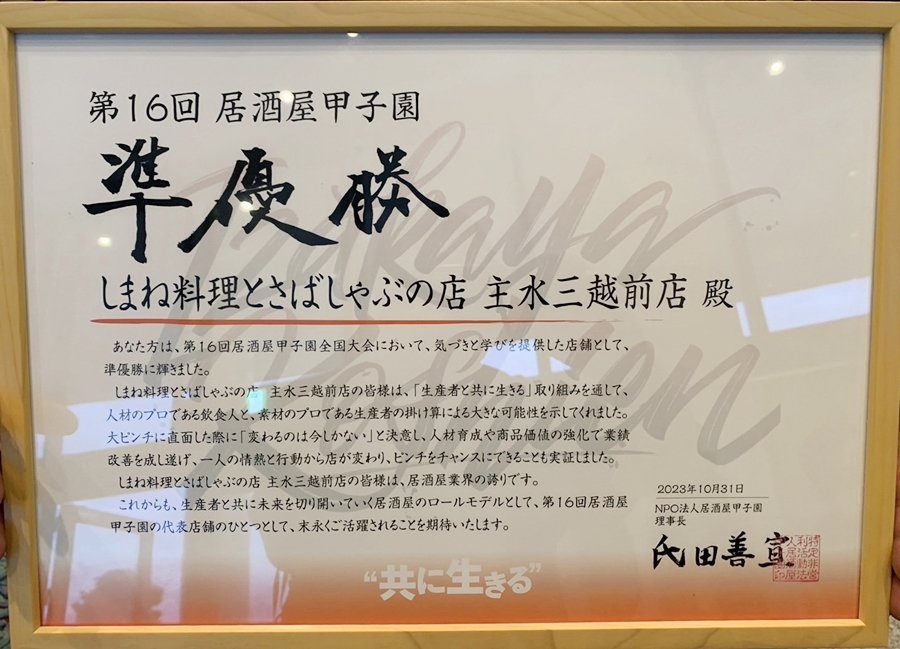 第16回 居酒屋甲子園
準優勝
しまね料理とさばしゃぶの店 主水三越前店 殿
あなた方は、第16回居酒屋甲子園全国大会において、気づきと学びを提供した店舗として、
準優勝に輝きました。
しまね料理とさばしゃぶの店 主水三越前店の皆様は、「生産者と共に生きる」取り組みを通して、
人材のプロである飲食人と、素材のプロである生産者の掛け算による大きな可能性を示してくれました。
大ピンチに直面した際に「変わるのは今しかない」と決意し、人材育成や商品価値の強化で業績
改善を成し遂げ、一人の情熱と行動から店が変わり、ピンチをチャンスにできることも実証しました。
しまね料理とさばしゃぶの店 主水三越前店の皆様は、居酒屋業界の誇りです。
これからも、生産者と共に未来を切り開いていく居酒屋のロールモデルとして、第16回居酒屋
甲子園の代表店舗のひとつとして、末永くご活躍されることを期待いたします。
2023年10月31日
NPO法人居酒屋甲子園
理事長
氏田善宣
“共に生きる”